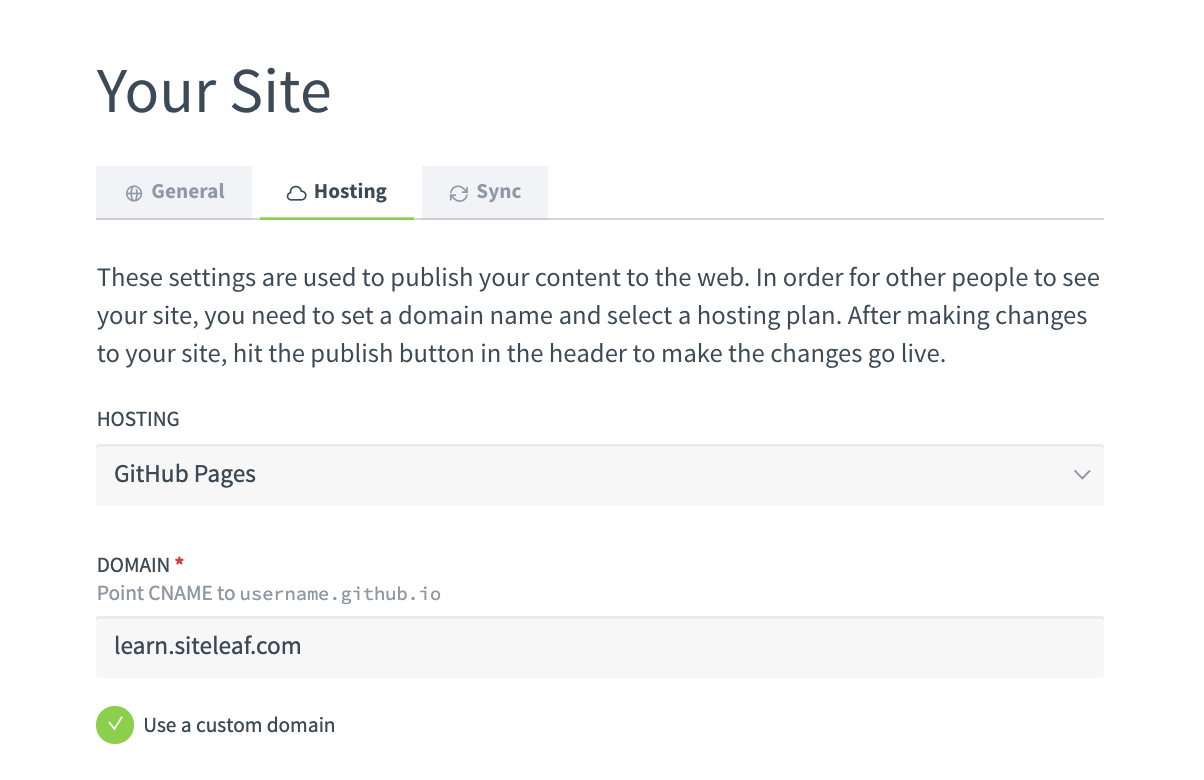 Your Site
General Hosting Sync
These settings are used to publish your content to the web. In order for other people to see
your site, you need to set a domain name and select a hosting plan. After making changes
to your site, hit the publish button in the header to make the changes go live.
HOSTING
GitHub Pages
DOMAIN *
Point CNAME to username.github.io
learn.siteleaf.com
Use a custom domain